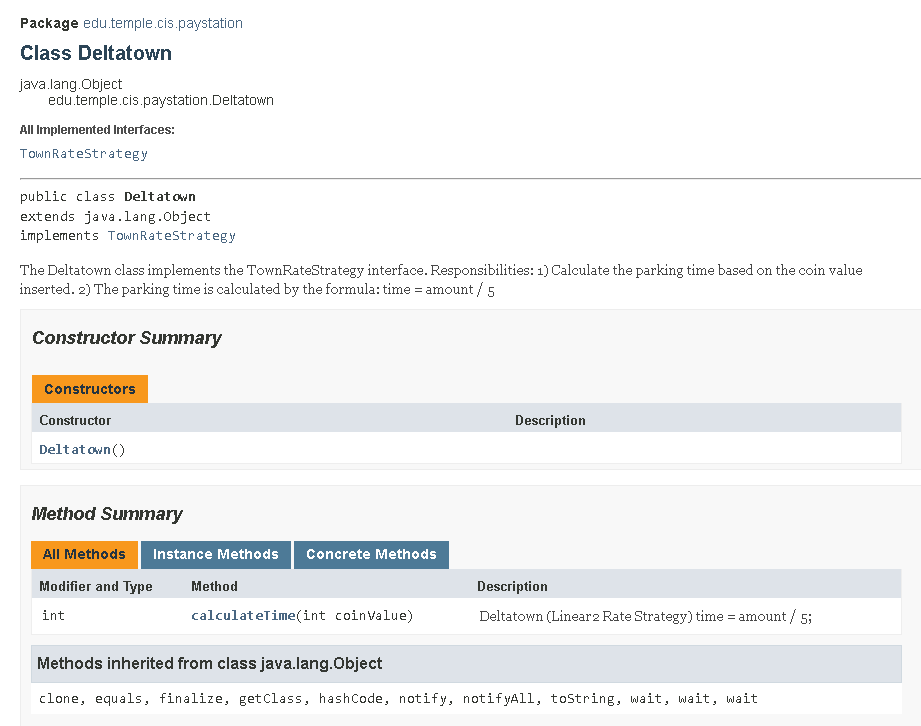 Package edu.temple.cis.paystation
Class Deltatown
java.lang.Object
edu.temple.cis.paystation.Deltatown
All Implemented Interfaces:
TownRateStrategy
public class Deltatown
extends java.lang.Object
implements TownRateStrategy
The Deltatown class implements the TownRateStrategy interface. Responsibilities: 1) Calculate the parking time based on the coin value
inserted. 2) The parking time is calculated by the formula: time = amount / 5
Constructor Summary
Constructors
Constructor Description
Deltatown()
Method Summary
All Methods Instance Methods Concrete Methods
Modifier and Type Method Description
int calculateTime(int coinValue) Deltatown (Linear2 Rate Strategy) time = amount / 5;
Methods inherited from class java.lang.Object
clone, equals, finalize, getClass, hashCode, notify, notifyAll, toString, wait, wait, wait